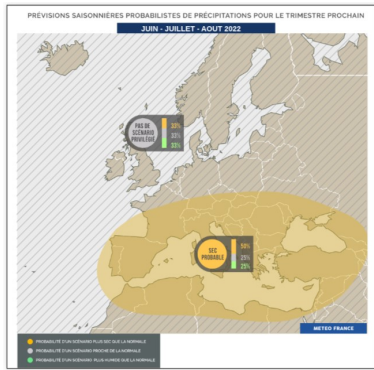 PRÉVISIONS SAISONNIÈRES PROBABILISTES DE PRÉCIPITATIONS POUR LE TRIMESTRE PROCHAIN
JUIN - JUILLET - AOUT 2022
PAS DE
SCÉNARIO
PRIVILÉGIÉ
33%
33%
33%
SEC
PROBABLE
50%
25%
25%
METEO FRANCE
PROBABILITÉ D'UN SCÉNARIO PLUS SEC QUE LA NORMALE
PROBABILITÉ D'UN SCÉNARIO PROCHE DE LA NORMALE
PROBABILITÉ D'UN SCÉNARIO PLUS HUMIDE QUE LA NORMALE